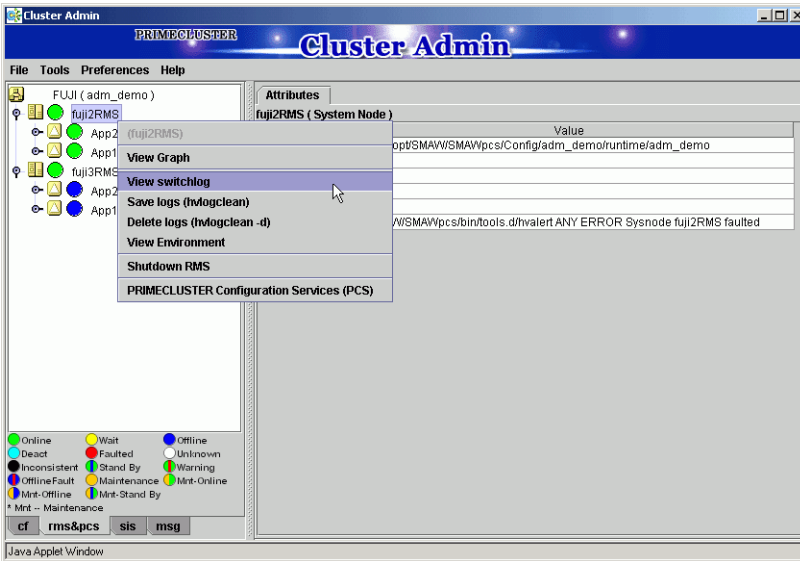 Cluster Admin
PRIMECLUSTER
Cluster Admin
File Tools Preferences Help
FUJI ( adm_demo )
fuji2RMS
App2
App1
fuji3RMS
App2
App1
(fuji2RMS)
View Graph
View switchlog
Save logs (hvlogclean)
Delete logs (hvlogclean -d)
View Environment
Shutdown RMS
PRIMECLUSTER Configuration Services (PCS)
Attributes
fuji2RMS ( System Node )
Value
opt/SMAW/SMAWpcs/Config/adm_demo/runtime/adm_demo
W/SMAWpcs/bin/tools.d/hvalert ANY ERROR Sysnode fuji2RMS faulted
Online Wait Offline
Deact Faulted Unknown
Inconsistent Stand By Warning
OfflineFault Maintenance Mnt-Online
Mnt-Offline Mnt-Stand By
* Mnt -- Maintenance
cf rms&pcs sis msg
Java Applet Window